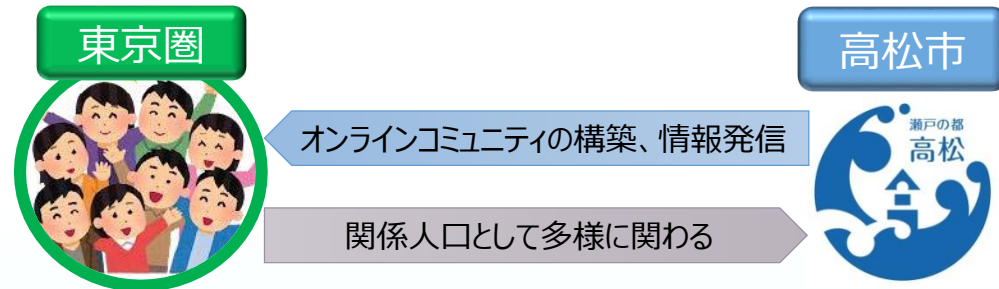 東京圏
高松市
オンラインコミュニティの構築、情報発信
瀬戸の都
高松
関係人口として多様に関わる